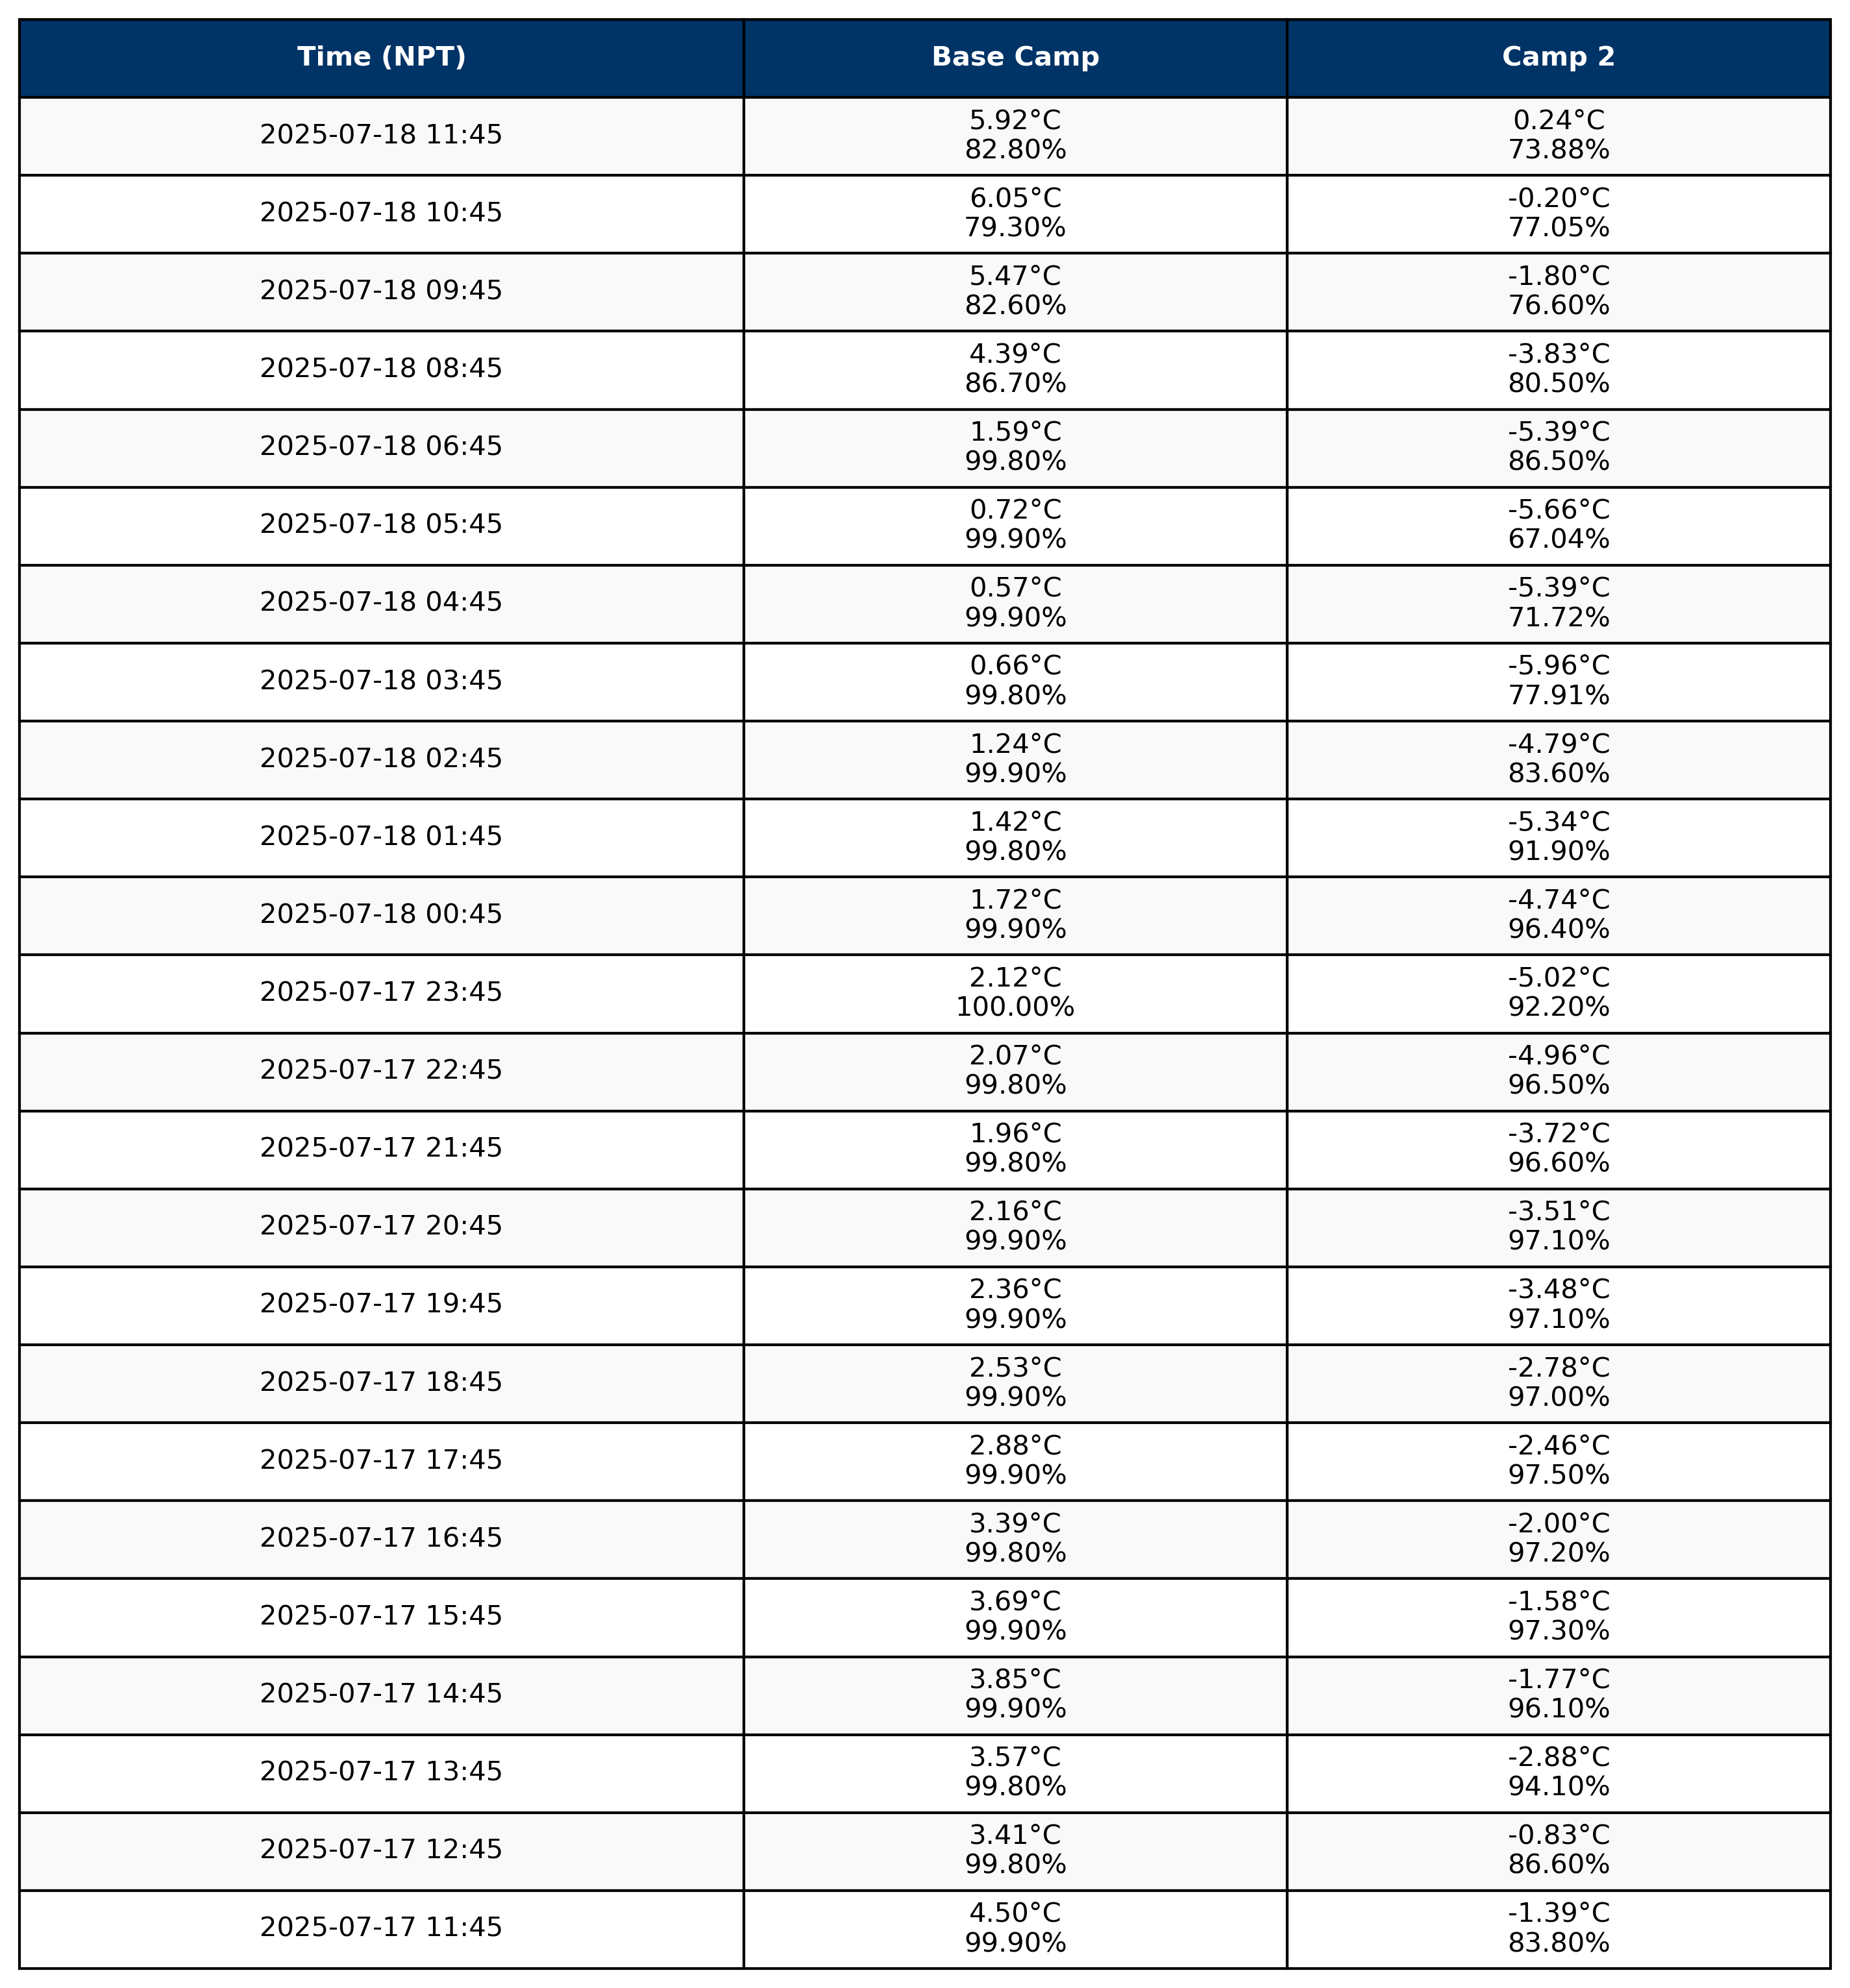 Time (NPT) Base Camp Camp 2
2025-07-18 11:45 5.92°C 0.24°C
82.80% 73.88%
2025-07-18 10:45 6.05°C -0.20°C
79.30% 77.05%
2025-07-18 09:45 5.47°C -1.80°C
82.60% 76.60%
2025-07-18 08:45 4.39°C -3.83°C
86.70% 80.50%
2025-07-18 06:45 1.59°C -5.39°C
99.80% 86.50%
2025-07-18 05:45 0.72°C -5.66°C
99.90% 67.04%
2025-07-18 04:45 0.57°C -5.39°C
99.90% 71.72%
2025-07-18 03:45 0.66°C -5.96°C
99.80% 77.91%
2025-07-18 02:45 1.24°C -4.79°C
99.90% 83.60%
2025-07-18 01:45 1.42°C -5.34°C
99.80% 91.90%
2025-07-18 00:45 1.72°C -4.74°C
99.90% 96.40%
2025-07-17 23:45 2.12°C -5.02°C
100.00% 92.20%
2025-07-17 22:45 2.07°C -4.96°C
99.80% 96.50%
2025-07-17 21:45 1.96°C -3.72°C
99.80% 96.60%
2025-07-17 20:45 2.16°C -3.51°C
99.90% 97.10%
2025-07-17 19:45 2.36°C -3.48°C
99.90% 97.10%
2025-07-17 18:45 2.53°C -2.78°C
99.90% 97.00%
2025-07-17 17:45 2.88°C -2.46°C
99.90% 97.50%
2025-07-17 16:45 3.39°C -2.00°C
99.80% 97.20%
2025-07-17 15:45 3.69°C -1.58°C
99.90% 97.30%
2025-07-17 14:45 3.85°C -1.77°C
99.90% 96.10%
2025-07-17 13:45 3.57°C -2.88°C
99.80% 94.10%
2025-07-17 12:45 3.41°C -0.83°C
99.80% 86.60%
2025-07-17 11:45 4.50°C -1.39°C
99.90% 83.80%